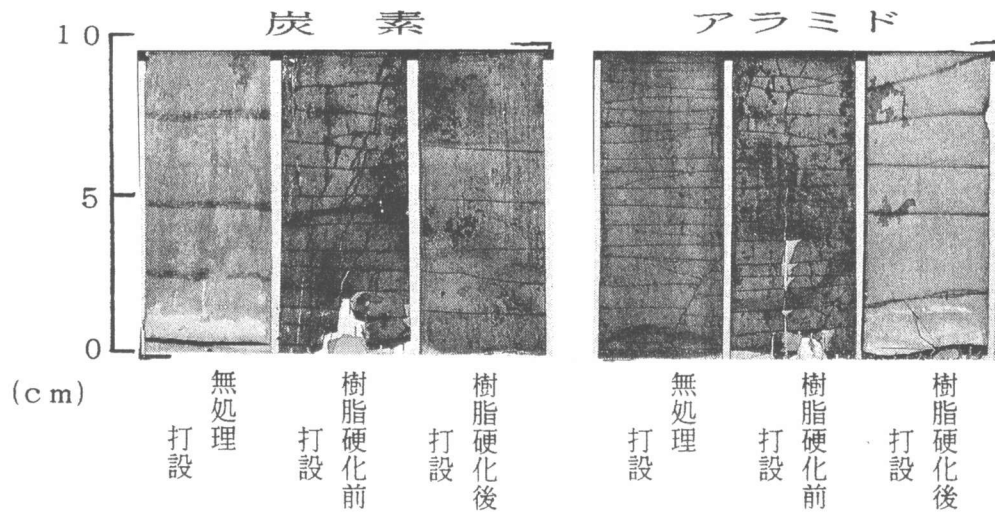 炭素
アラミド
10
5
0
(cm)
無処理
打設
樹脂硬化前
打設
樹脂硬化後
打設
無処理
打設
樹脂硬化前
打設
樹脂硬化後
打設